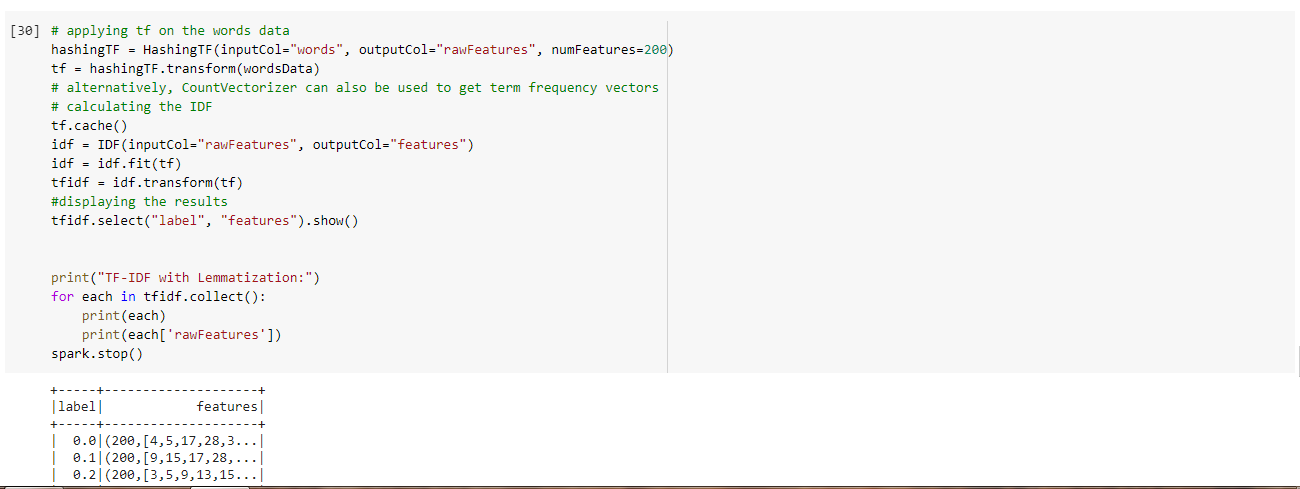 [30] # applying tf on the words data
hashingTF = HashingTF(inputCol="words", outputCol="rawFeatures", numFeatures=200)
tf = hashingTF.transform(wordsData)
# alternatively, CountVectorizer can also be used to get term frequency vectors
# calculating the IDF
tf.cache()
idf = IDF(inputCol="rawFeatures", outputCol="features")
idf = idf.fit(tf)
tfidf = idf.transform(tf)
#displaying the results
tfidf.select("label", "features").show()
print("TF-IDF with Lemmatization:")
for each in tfidf.collect():
    print(each)
    print(each['rawFeatures'])
spark.stop()
+-----+--------------------+
|label|            features|
+-----+--------------------+
|  0.0|(200,[4,5,17,28,3...|
|  0.1|(200,[9,15,17,28,...|
|  0.2|(200,[3,5,9,13,15...|